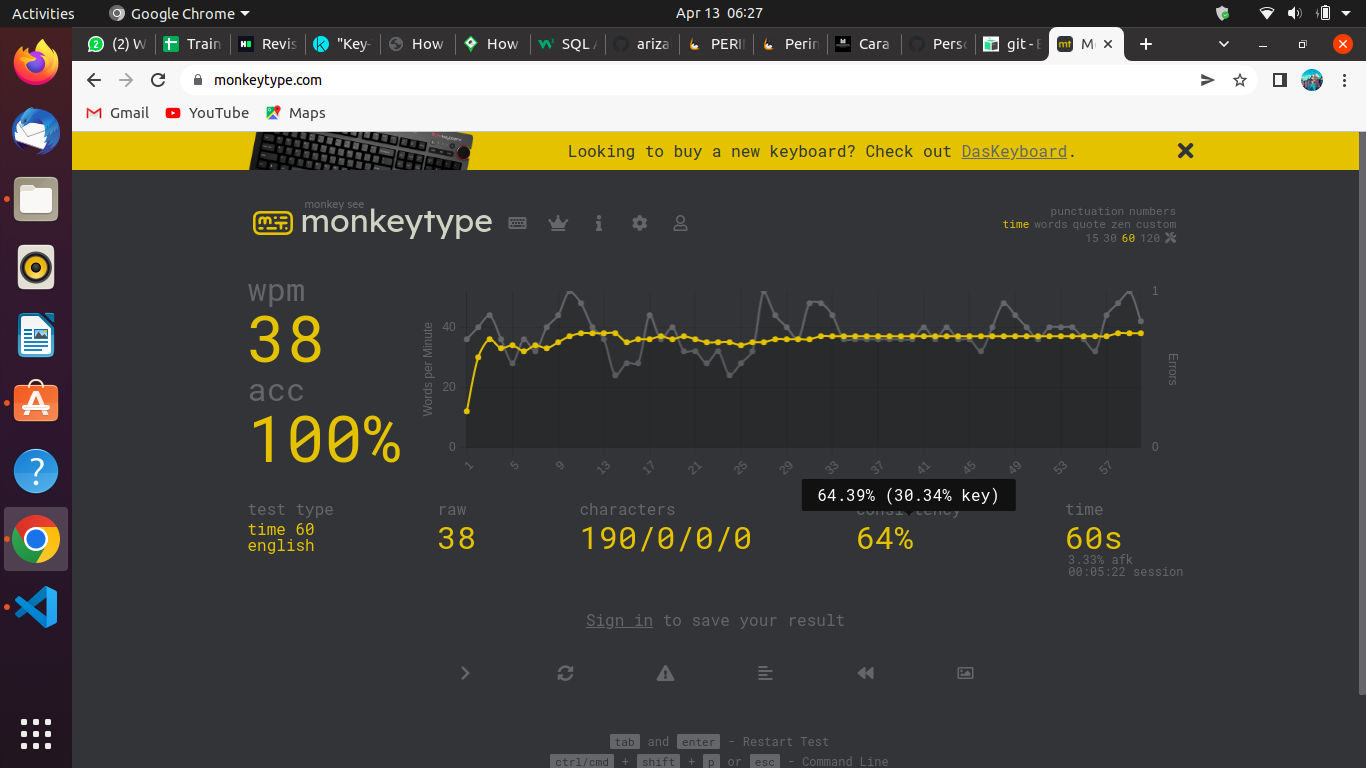 Activities Google Chrome Apr 13 06:27
(2) W Train Revis "Key- How How SQL A ariza PERI Perin Cara Perso git - E M
monkeytype.com
Gmail YouTube Maps
Looking to buy a new keyboard? Check out DasKeyboard.
monkey see
monkeytype
punctuation numbers
time words quote zen custom
15 30 60 120
wpm
38
acc
100%
Words per Minute
40
20
0
1
0
Errors
1 5 9 13 17 21 25 29 33 37 41 45 49 53 57
64.39% (30.34% key)
test type
time 60
english
raw
38
characters
190/0/0/0
consistency
64%
time
60s
3.33% afk
00:05:22 session
Sign in to save your result
tab and enter - Restart Test
ctrl/cmd + shift + p or esc - Command Line